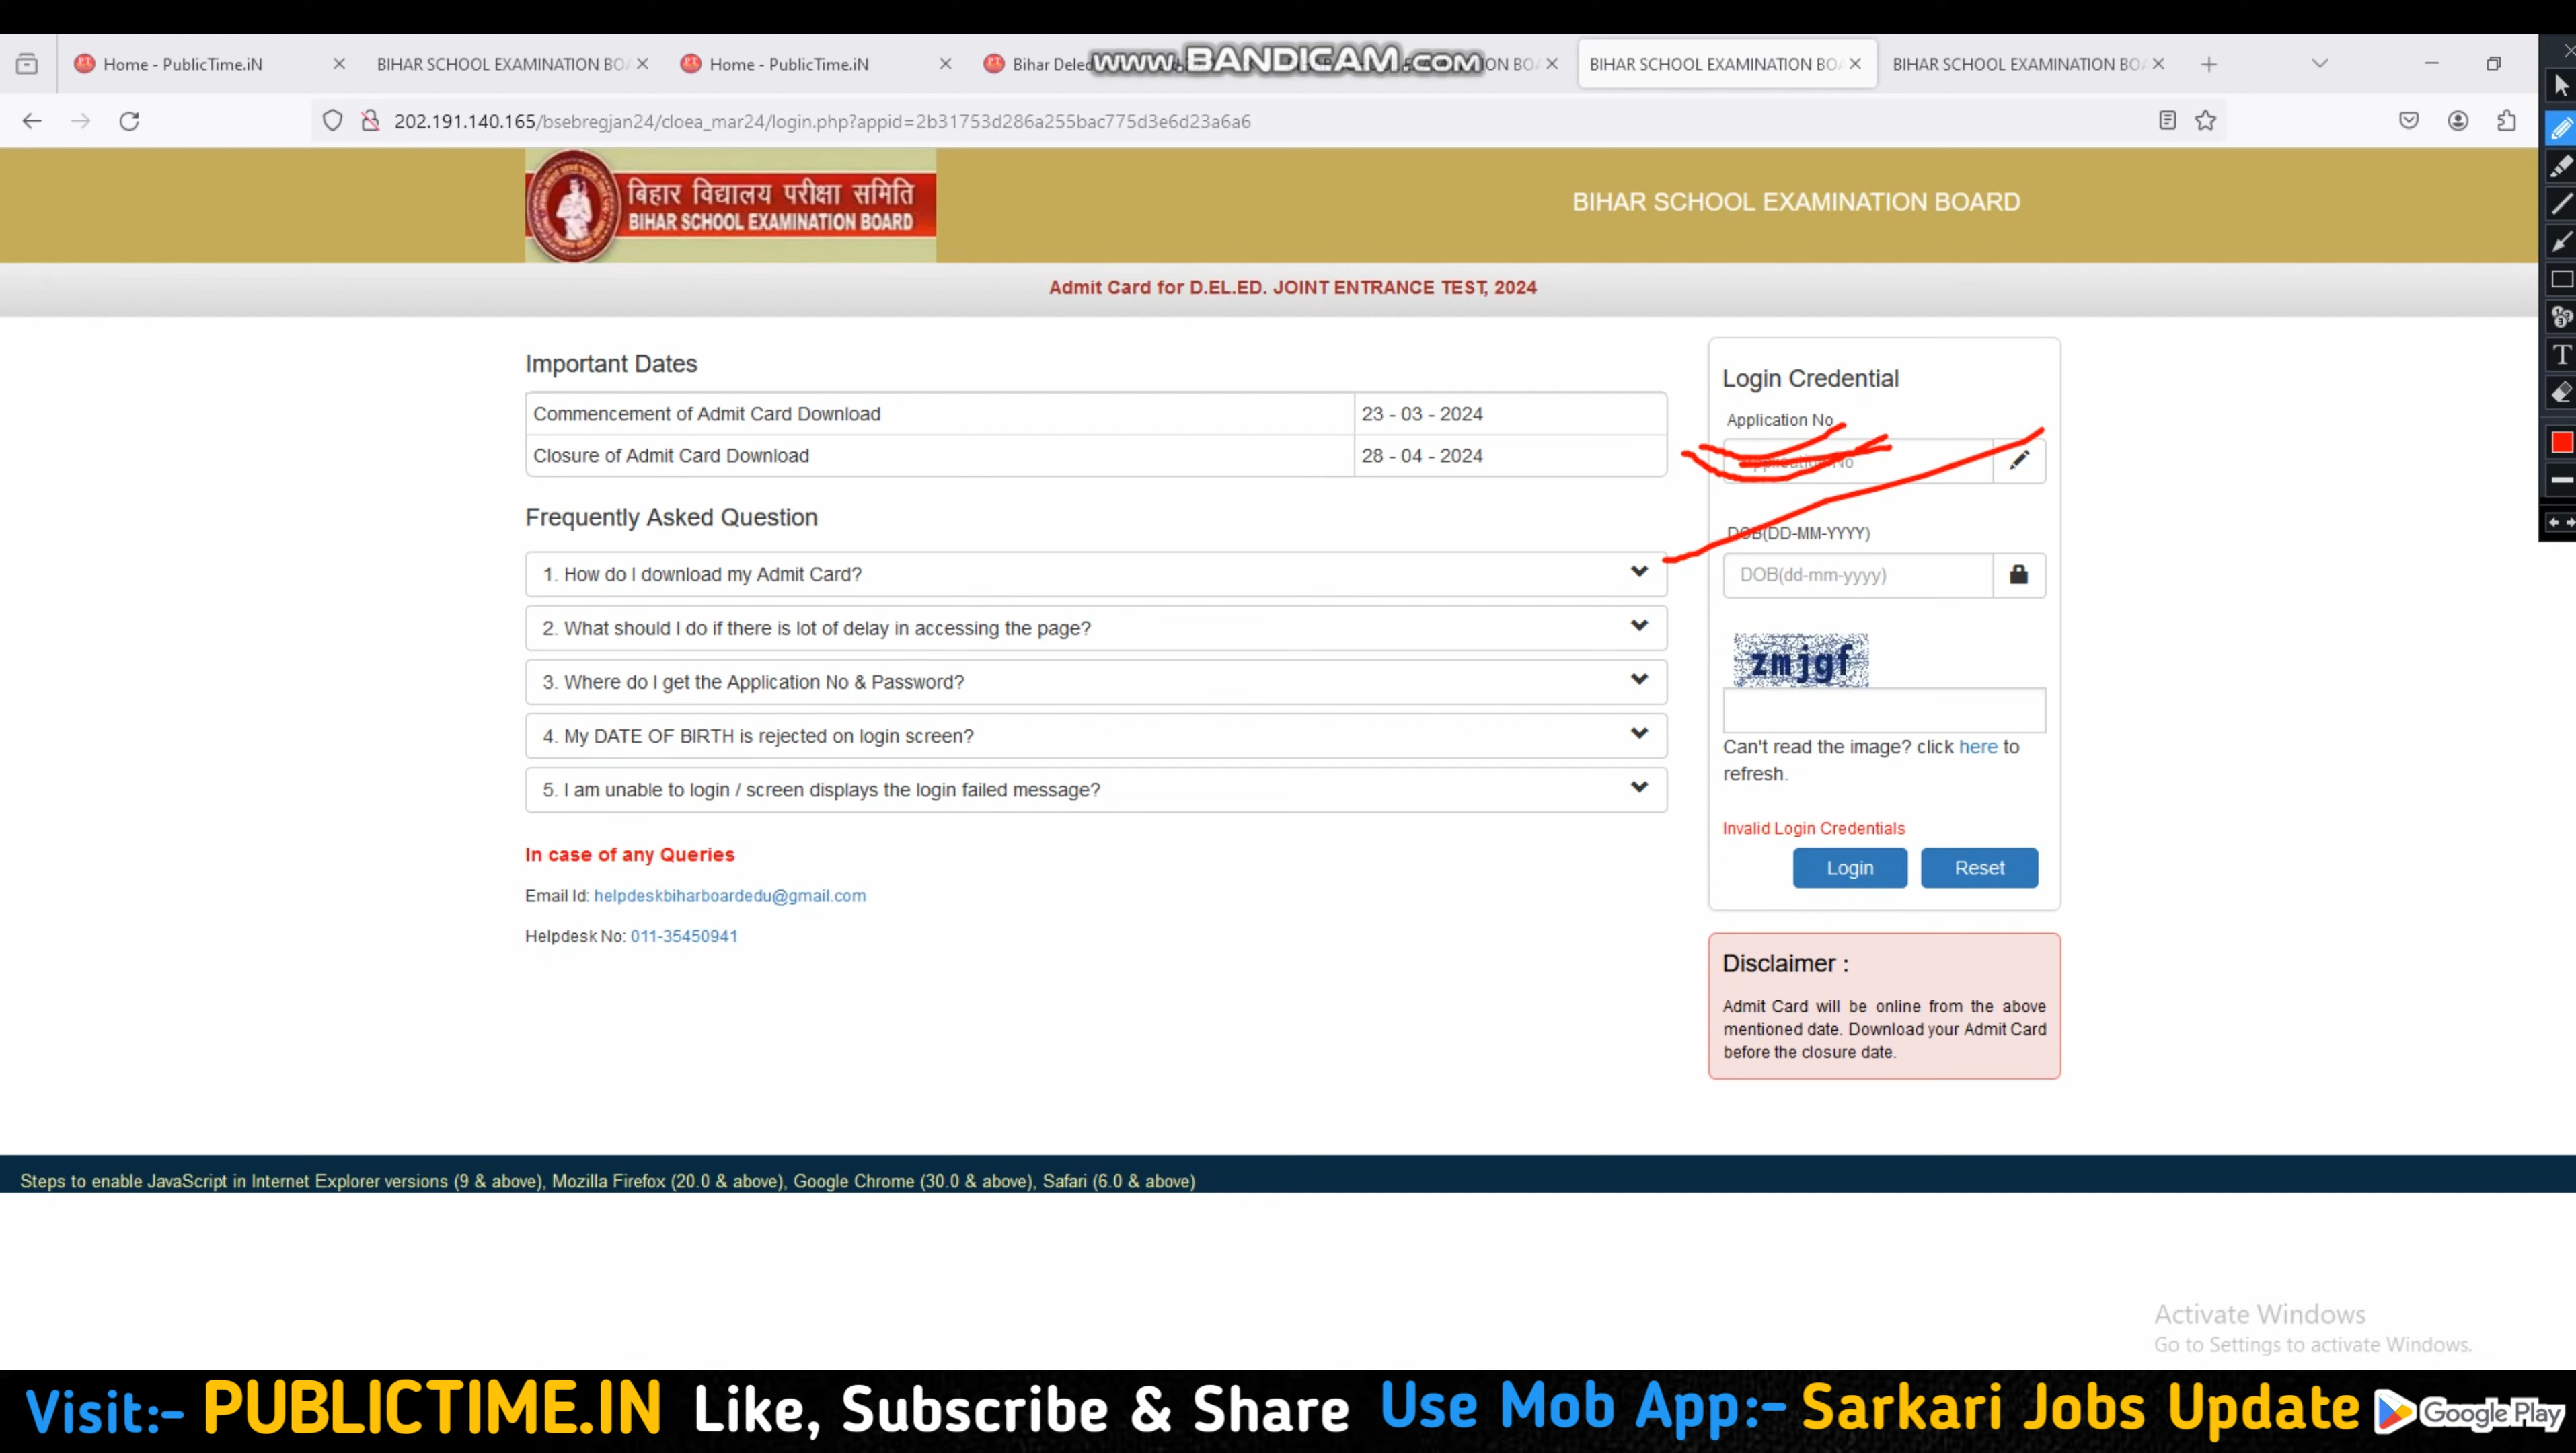 www.BANDICAM.com
Home - PublicTime.iN
BIHAR SCHOOL EXAMINATION BOA
Home - PublicTime.iN
Bihar Deled
ON BOA
BIHAR SCHOOL EXAMINATION BOA
BIHAR SCHOOL EXAMINATION BOA
202.191.140.165/bsebregjan24/cloea_mar24/login.php?appid=2b31753d286a255bac775d3e6d23a6a6
बिहार विद्यालय परीक्षा समिति
BIHAR SCHOOL EXAMINATION BOARD
BIHAR SCHOOL EXAMINATION BOARD
Admit Card for D.EL.ED. JOINT ENTRANCE TEST, 2024
Important Dates
Commencement of Admit Card Download 23 - 03 - 2024
Closure of Admit Card Download 28 - 04 - 2024
Frequently Asked Question
1. How do I download my Admit Card?
2. What should I do if there is lot of delay in accessing the page?
3. Where do I get the Application No & Password?
4. My DATE OF BIRTH is rejected on login screen?
5. I am unable to login / screen displays the login failed message?
In case of any Queries
Email Id: helpdeskbiharboardedu@gmail.com
Helpdesk No: 011-35450941
Login Credential
Application No
Application No
DOB(DD-MM-YYYY)
DOB(dd-mm-yyyy)
zmjgf
Can't read the image? click here to
refresh.
Invalid Login Credentials
Login Reset
Disclaimer :
Admit Card will be online from the above
mentioned date. Download your Admit Card
before the closure date.
Steps to enable JavaScript in Internet Explorer versions (9 & above), Mozilla Firefox (20.0 & above), Google Chrome (30.0 & above), Safari (6.0 & above)
Activate Windows
Go to Settings to activate Windows.
Visit:- PUBLICTIME.IN Like, Subscribe & Share Use Mob App:- Sarkari Jobs Update Google Play